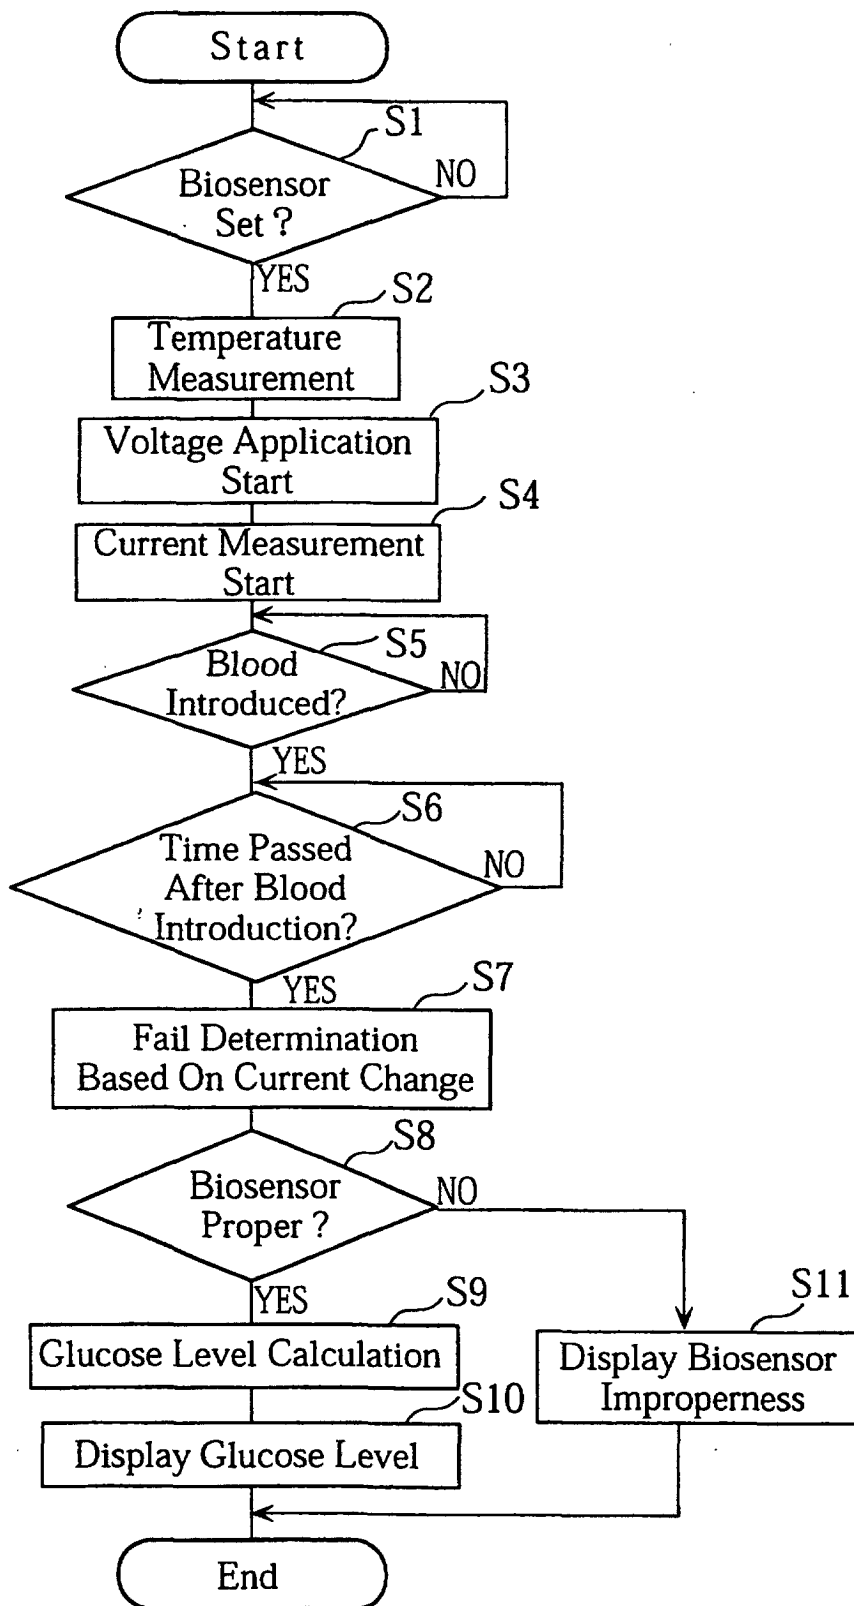 Start
S1
NO
Biosensor
Set ?
YES
S2
Temperature
Measurement
S3
Voltage Application
Start
S4
Current Measurement
Start
S5
Blood
Introduced?
NO
YES
S6
Time Passed
After Blood
Introduction?
NO
YES
S7
Fail Determination
Based On Current Change
S8
Biosensor
Proper ?
NO
YES
S9
Glucose Level Calculation
S11
Display Biosensor
Improperness
S10
Display Glucose Level
End